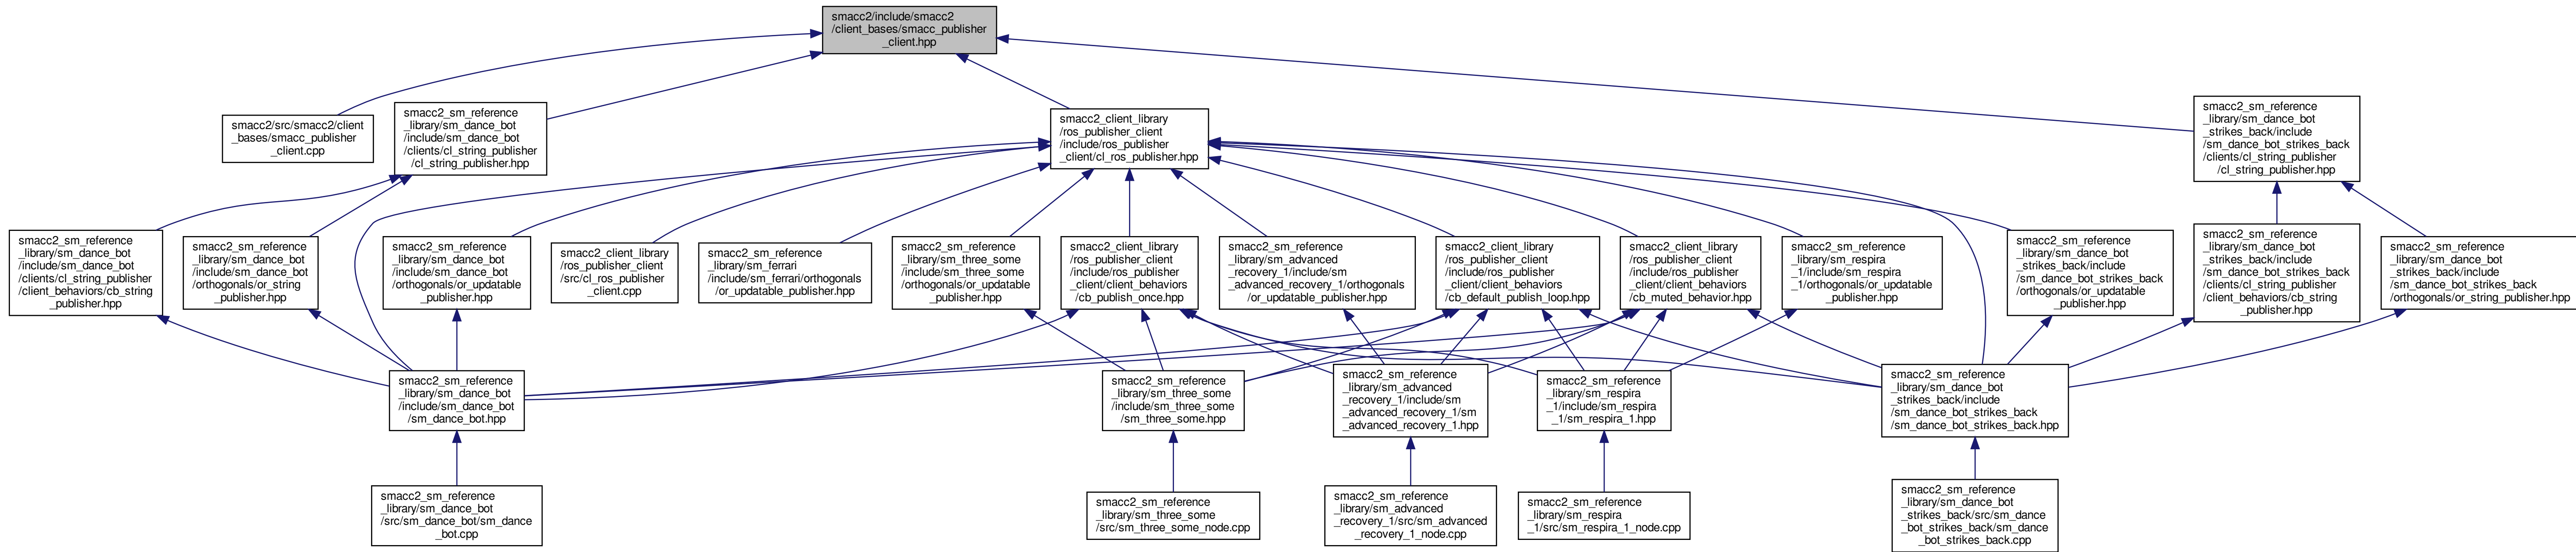 smacc2/include/smacc2
/client_bases/smacc_publisher
_client.hpp
smacc2/src/smacc2/client
_bases/smacc_publisher
_client.cpp
smacc2_sm_reference
_library/sm_dance_bot
/include/sm_dance_bot
/clients/cl_string_publisher
/cl_string_publisher.hpp
smacc2_client_library
/ros_publisher_client
/include/ros_publisher
_client/cl_ros_publisher.hpp
smacc2_sm_reference
_library/sm_dance_bot
_strikes_back/include
/sm_dance_bot_strikes_back
/clients/cl_string_publisher
/cl_string_publisher.hpp
smacc2_sm_reference
_library/sm_dance_bot
/include/sm_dance_bot
/clients/cl_string_publisher
/client_behaviors/cb_string
_publisher.hpp
smacc2_sm_reference
_library/sm_dance_bot
/include/sm_dance_bot
/orthogonals/or_string
_publisher.hpp
smacc2_sm_reference
_library/sm_dance_bot
/include/sm_dance_bot
/orthogonals/or_updatable
_publisher.hpp
smacc2_client_library
/ros_publisher_client
/src/cl_ros_publisher
_client.cpp
smacc2_sm_reference
_library/sm_ferrari
/include/sm_ferrari/orthogonals
/or_updatable_publisher.hpp
smacc2_sm_reference
_library/sm_three_some
/include/sm_three_some
/orthogonals/or_updatable
_publisher.hpp
smacc2_client_library
/ros_publisher_client
/include/ros_publisher
_client/client_behaviors
/cb_publish_once.hpp
smacc2_sm_reference
_library/sm_advanced
_recovery_1/include/sm
_advanced_recovery_1/orthogonals
/or_updatable_publisher.hpp
smacc2_client_library
/ros_publisher_client
/include/ros_publisher
_client/client_behaviors
/cb_default_publish_loop.hpp
smacc2_client_library
/ros_publisher_client
/include/ros_publisher
_client/client_behaviors
/cb_muted_behavior.hpp
smacc2_sm_reference
_library/sm_respira
_1/include/sm_respira
_1/orthogonals/or_updatable
_publisher.hpp
smacc2_sm_reference
_library/sm_dance_bot
_strikes_back/include
/sm_dance_bot_strikes_back
/orthogonals/or_updatable
_publisher.hpp
smacc2_sm_reference
_library/sm_dance_bot
_strikes_back/include
/sm_dance_bot_strikes_back
/clients/cl_string_publisher
/client_behaviors/cb_string
_publisher.hpp
smacc2_sm_reference
_library/sm_dance_bot
_strikes_back/include
/sm_dance_bot_strikes_back
/orthogonals/or_string_publisher.hpp
smacc2_sm_reference
_library/sm_dance_bot
/include/sm_dance_bot
/sm_dance_bot.hpp
smacc2_sm_reference
_library/sm_three_some
/include/sm_three_some
/sm_three_some.hpp
smacc2_sm_reference
_library/sm_advanced
_recovery_1/include/sm
_advanced_recovery_1/sm
_advanced_recovery_1.hpp
smacc2_sm_reference
_library/sm_respira
_1/include/sm_respira
_1/sm_respira_1.hpp
smacc2_sm_reference
_library/sm_dance_bot
_strikes_back/include
/sm_dance_bot_strikes_back
/sm_dance_bot_strikes_back.hpp
smacc2_sm_reference
_library/sm_dance_bot
/src/sm_dance_bot/sm_dance
_bot.cpp
smacc2_sm_reference
_library/sm_three_some
/src/sm_three_some_node.cpp
smacc2_sm_reference
_library/sm_advanced
_recovery_1/src/sm_advanced
_recovery_1_node.cpp
smacc2_sm_reference
_library/sm_respira
_1/src/sm_respira_1_node.cpp
smacc2_sm_reference
_library/sm_dance_bot
_strikes_back/src/sm_dance
_bot_strikes_back/sm_dance
_bot_strikes_back.cpp